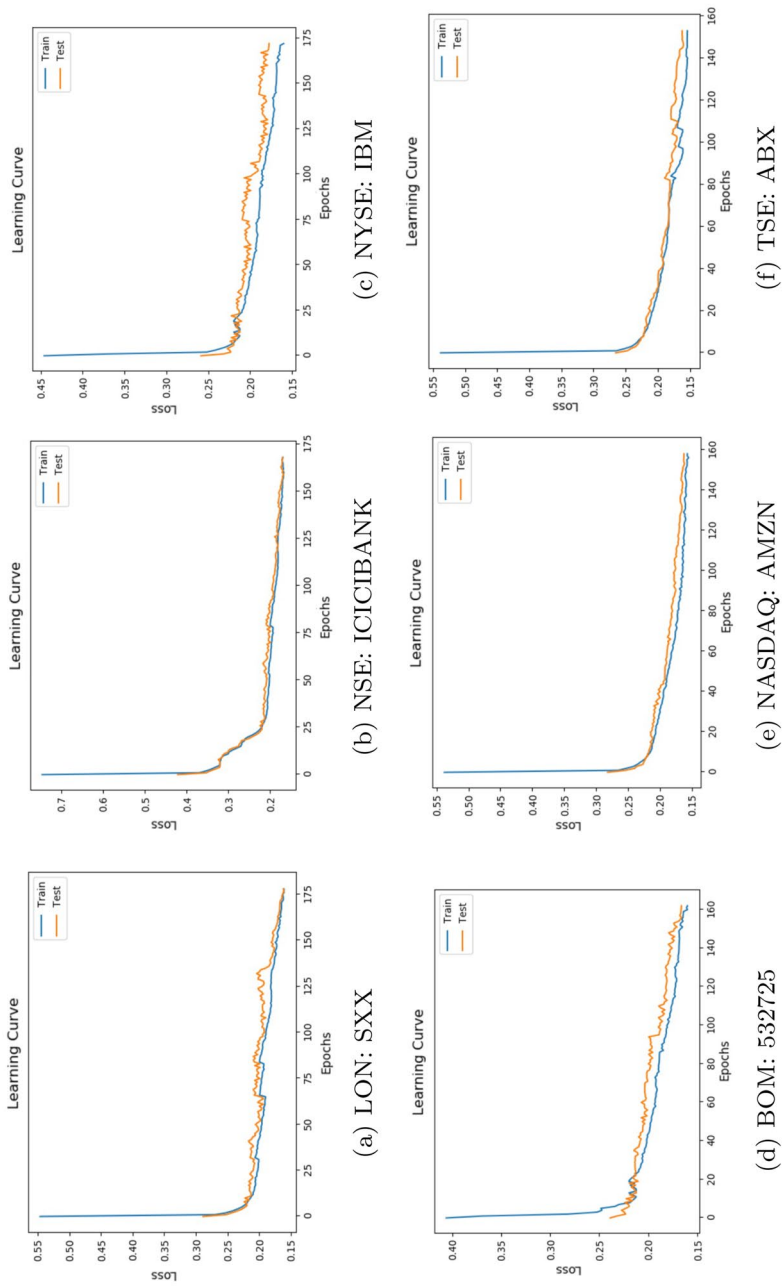 Learning Curve
Train
Test
0.55
0.50
0.45
0.40
0.35
0.30
0.25
0.20
0.15
Loss
0 25 50 75 100 125 150 175
Epochs
(a) LON: SXX
Learning Curve
Train
Test
0.7
0.6
0.5
0.4
0.3
0.2
Loss
0 25 50 75 100 125 150 175
Epochs
(b) NSE: ICICIBANK
Learning Curve
Train
Test
0.45
0.40
0.35
0.30
0.25
0.20
0.15
Loss
0 25 50 75 100 125 150 175
Epochs
(c) NYSE: IBM
Learning Curve
Train
Test
0.40
0.35
0.30
0.25
0.20
0.15
Loss
0 20 40 60 80 100 120 140 160
Epochs
(d) BOM: 532725
Learning Curve
Train
Test
0.55
0.50
0.45
0.40
0.35
0.30
0.25
0.20
0.15
Loss
0 20 40 60 80 100 120 140 160
Epochs
(e) NASDAQ: AMZN
Learning Curve
Train
Test
0.55
0.50
0.45
0.40
0.35
0.30
0.25
0.20
0.15
Loss
0 20 40 60 80 100 120 140 160
Epochs
(f) TSE: ABX